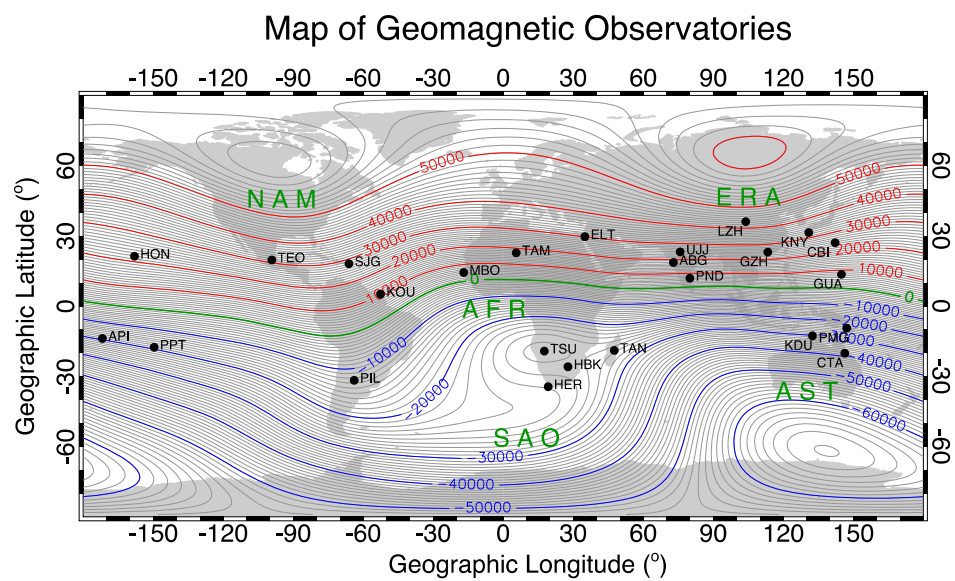 Map of Geomagnetic Observatories
-150 -90 -60 -30 0 30 60 90 120 150
60
30
0
-30
-60
Geographic Latitude (o)
60
30
0
-30
-60
50000
50000
NAM
ERA
40000
40000
LZH
30000
30000
KNY
ELT
CBI
HON
TEO
SJG
20000
TAM
UJJ
ABG
GZH
20000
MBO
PND
10000
GUA
10000
KOU
0
0
AFR
-10000
-20000
API
PPT
-10000
TSU
TAN
KDU
PMG
-30000
CTA
-40000
HBK
PIL
HER
-20000
-50000
AST
-60000
SAO
-30000
-40000
-50000
-150 -90 -60 -30 0 30 60 90 120 150
Geographic Longitude (o)